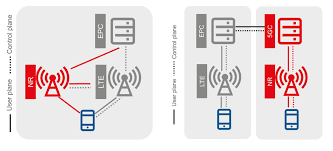 Control plane
User plane
EPC
NR
LTE
Control plane
User plane
EPC
5GC
LTE
NR